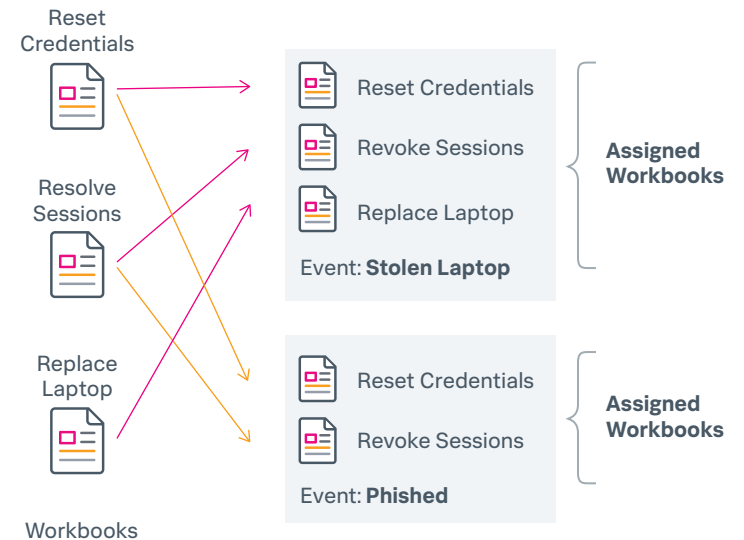 Reset
Credentials
Resolve
Sessions
Replace
Laptop
Workbooks
Reset Credentials
Revoke Sessions
Replace Laptop
Event: Stolen Laptop
Assigned
Workbooks
Reset Credentials
Revoke Sessions
Event: Phished
Assigned
Workbooks